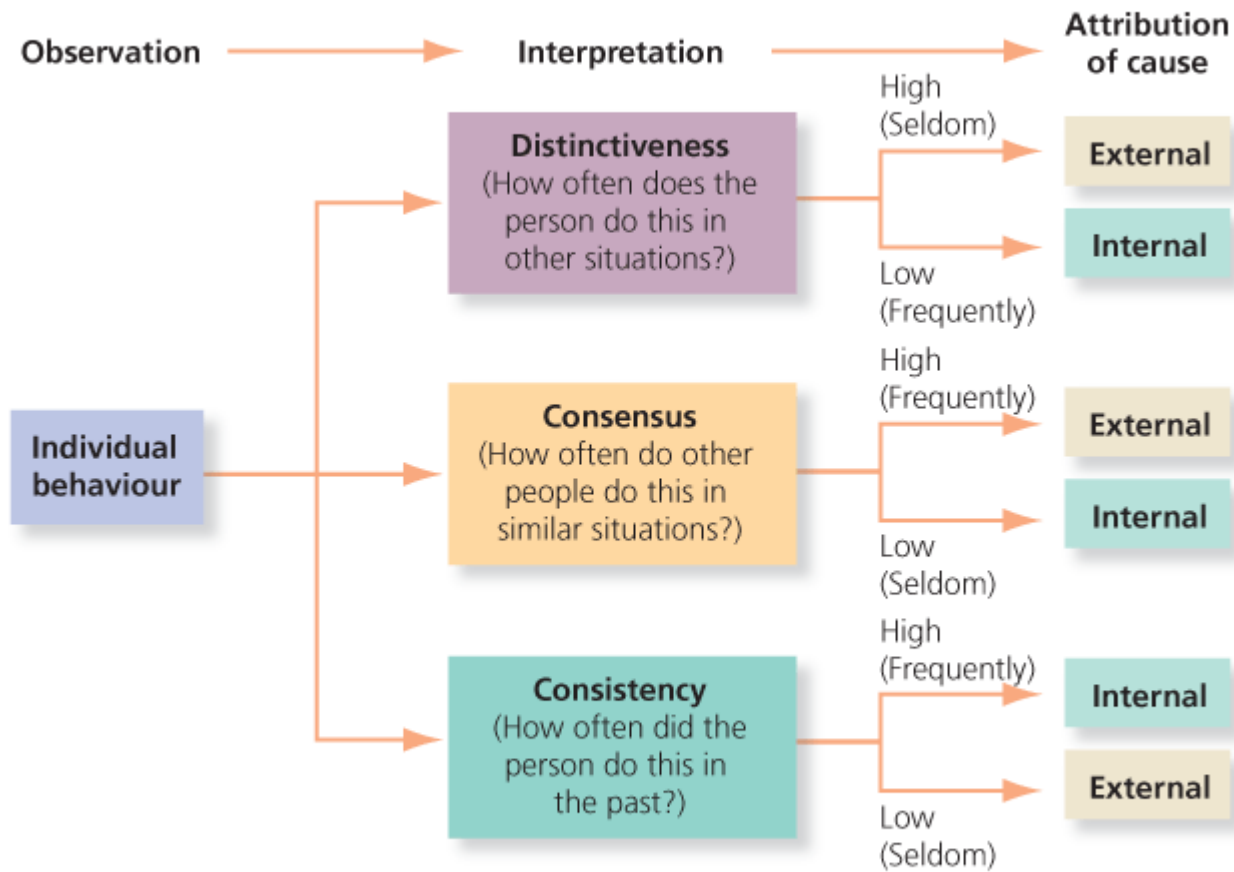 Observation
Interpretation
Attribution
of cause
Distinctiveness
(How often does the
person do this in
other situations?)
High
(Seldom)
External
Internal
Low
(Frequently)
Individual
behaviour
Consensus
(How often do other
people do this in
similar situations?)
High
(Frequently)
External
Internal
Low
(Seldom)
Consistency
(How often did the
person do this in
the past?)
High
(Frequently)
Internal
External
Low
(Seldom)